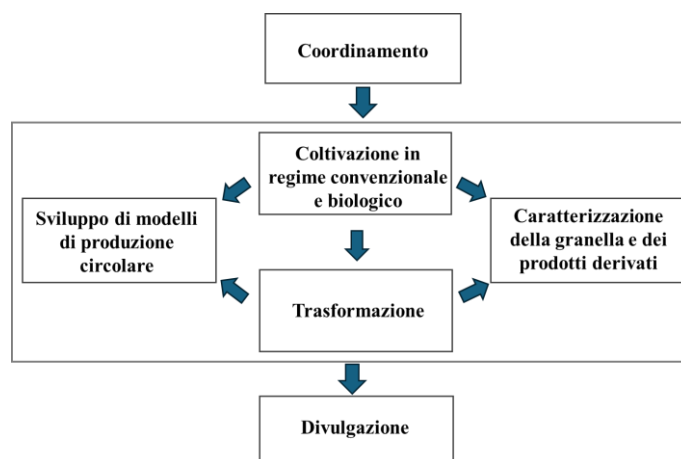 Coordinamento
Coltivazione in
regime convenzionale
e biologico
Sviluppo di modelli
di produzione
circolare
Caratterizzazione
della granella e dei
prodotti derivati
Trasformazione
Divulgazione